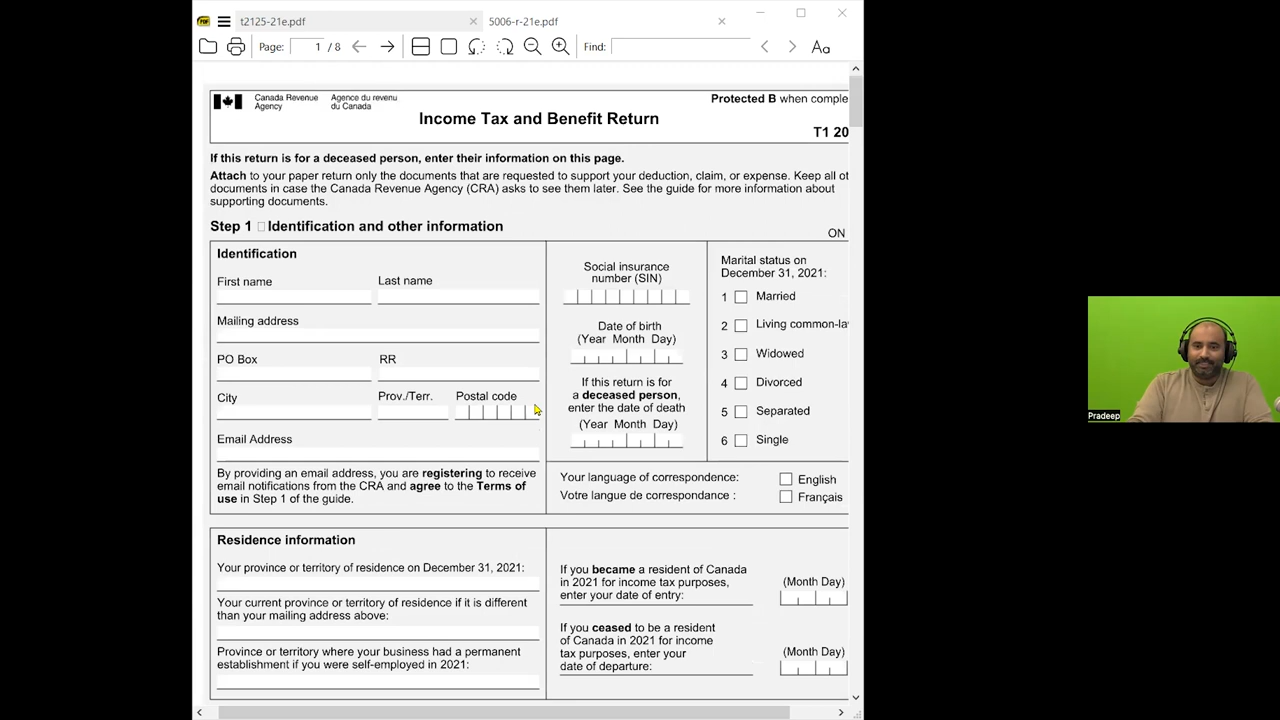 t2125-21e.pdf
5006-r-21e.pdf
Page: 1 / 8
Find:
Aa
Canada Revenue Agency
Agence du revenu du Canada
Protected B when comple
Income Tax and Benefit Return
T1 20
If this return is for a deceased person, enter their information on this page.
Attach to your paper return only the documents that are requested to support your deduction, claim, or expense. Keep all ot
documents in case the Canada Revenue Agency (CRA) asks to see them later. See the guide for more information about
supporting documents.
Step 1 □ Identification and other information
ON
Identification
First name
Last name
Mailing address
PO Box
RR
City
Prov./Terr.
Postal code
Email Address
By providing an email address, you are registering to receive
email notifications from the CRA and agree to the Terms of
use in Step 1 of the guide.
Social insurance
number (SIN)
Date of birth
(Year Month Day)
If this return is for
a deceased person,
enter the date of death
(Year Month Day)
Marital status on
December 31, 2021:
1 Married
2 Living common-la
3 Widowed
4 Divorced
5 Separated
6 Single
Your language of correspondence:
English
Votre langue de correspondance :
Français
Residence information
Your province or territory of residence on December 31, 2021:
Your current province or territory of residence if it is different
than your mailing address above:
Province or territory where your business had a permanent
establishment if you were self-employed in 2021:
If you became a resident of Canada
in 2021 for income tax purposes,
enter your date of entry:
(Month Day)
If you ceased to be a resident
of Canada in 2021 for income
tax purposes, enter your
date of departure:
(Month Day)
Pradeep